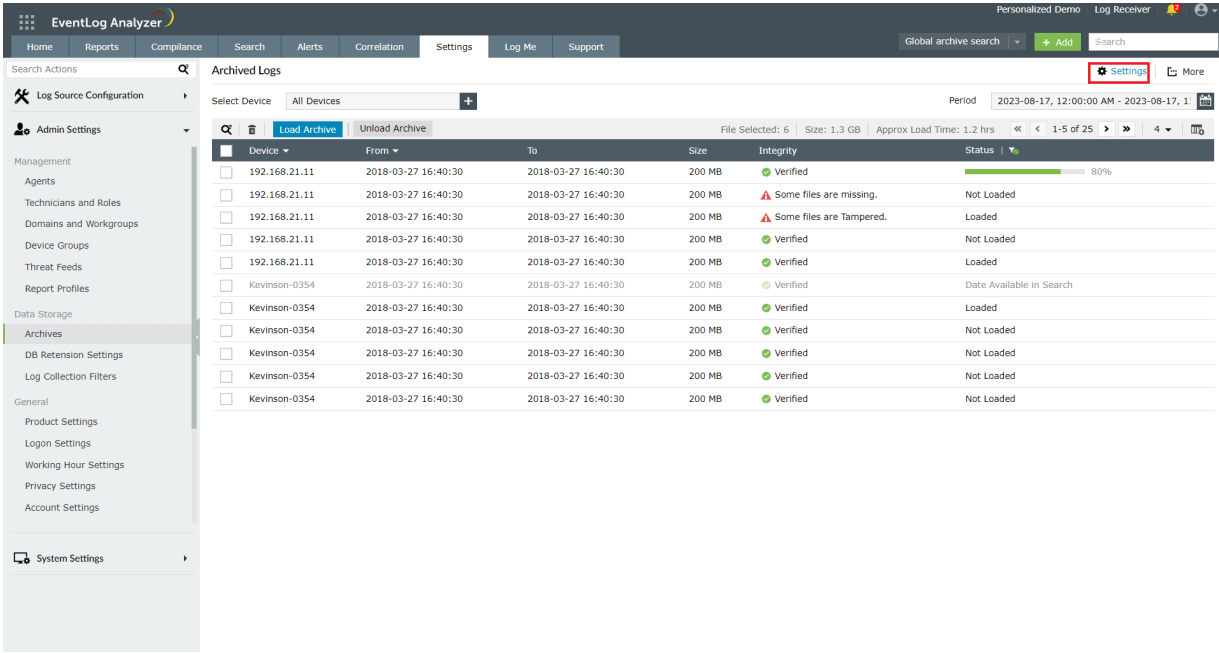 Personalized Demo Log Receiver 2
EventLog Analyzer
Home Reports Compliance Search Alerts Correlation Settings Log Me Support Global archive search + Add Search
Search Actions
Archived Logs Settings More
Log Source Configuration
Select Device All Devices + Period 2023-08-17, 12:00:00 AM - 2023-08-17, 1
Admin Settings
Load Archive Unload Archive File Selected: 6 Size: 1.3 GB Approx Load Time: 1.2 hrs « ‹ 1-5 of 25 › » 4
Device From To Size Integrity Status
192.168.21.11 2018-03-27 16:40:30 2018-03-27 16:40:30 200 MB Verified 80%
192.168.21.11 2018-03-27 16:40:30 2018-03-27 16:40:30 200 MB Some files are missing. Not Loaded
192.168.21.11 2018-03-27 16:40:30 2018-03-27 16:40:30 200 MB Some files are Tampered. Loaded
192.168.21.11 2018-03-27 16:40:30 2018-03-27 16:40:30 200 MB Verified Not Loaded
192.168.21.11 2018-03-27 16:40:30 2018-03-27 16:40:30 200 MB Verified Loaded
Kevinson-0354 2018-03-27 16:40:30 2018-03-27 16:40:30 200 MB Verified Date Available in Search
Kevinson-0354 2018-03-27 16:40:30 2018-03-27 16:40:30 200 MB Verified Loaded
Kevinson-0354 2018-03-27 16:40:30 2018-03-27 16:40:30 200 MB Verified Not Loaded
Kevinson-0354 2018-03-27 16:40:30 2018-03-27 16:40:30 200 MB Verified Not Loaded
Kevinson-0354 2018-03-27 16:40:30 2018-03-27 16:40:30 200 MB Verified Not Loaded
Kevinson-0354 2018-03-27 16:40:30 2018-03-27 16:40:30 200 MB Verified Not Loaded
Management
Agents
Technicians and Roles
Domains and Workgroups
Device Groups
Threat Feeds
Report Profiles
Data Storage
Archives
DB Retension Settings
Log Collection Filters
General
Product Settings
Logon Settings
Working Hour Settings
Privacy Settings
Account Settings
System Settings